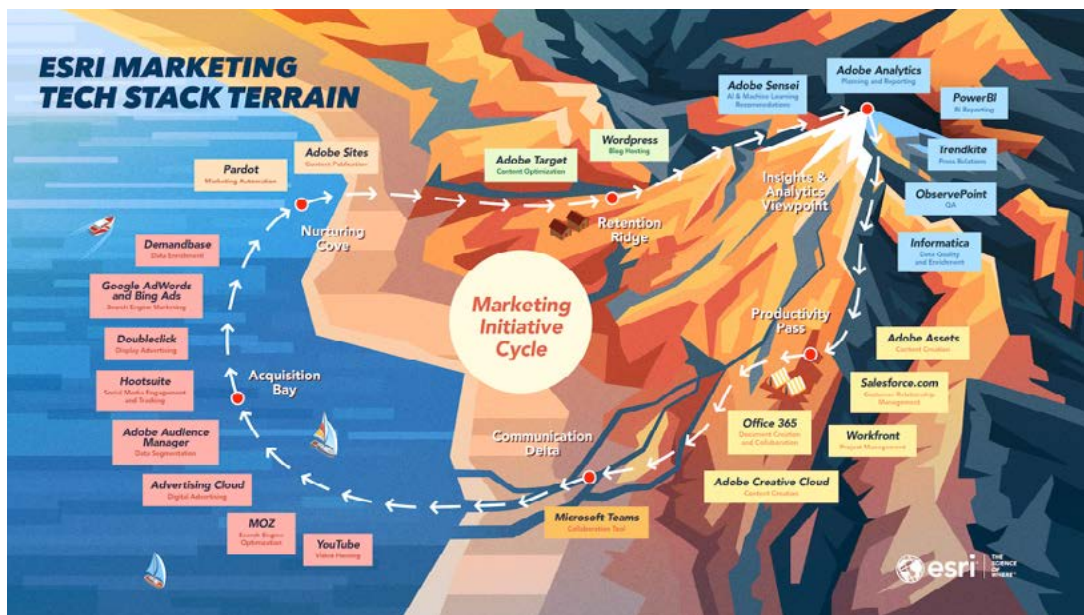 ESRI MARKETING
TECH STACK TERRAIN
Adobe Analytics
Planning and Reporting
Adobe Sensei
AI & Machine Learning
Recommendations
PowerBI
BI Reporting
Trendkite
Press Relations
ObservePoint
QA
Informatica
Data Quality
and Enrichment
Insights &
Analytics
Viewpoint
Wordpress
Blog Hosting
Adobe Target
Content Optimization
Retention
Ridge
Adobe Sites
Content Publication
Pardot
Marketing Automation
Nurturing
Cove
Demandbase
Data Enrichment
Google AdWords
and Bing Ads
Search Engine Marketing
Doubleclick
Display Advertising
Hootsuite
Social Media Engagement
and Tracking
Acquisition
Bay
Adobe Audience
Manager
Data Segmentation
Advertising Cloud
Digital Advertising
MOZ
Search Engine
Optimization
YouTube
Video Hosting
Marketing
Initiative
Cycle
Productivity
Pass
Adobe Assets
Content Creation
Salesforce.com
Customer Relationship
Management
Office 365
Document Creation
and Collaboration
Workfront
Project Management
Adobe Creative Cloud
Content Creation
Communication
Delta
Microsoft Teams
Collaboration Tool
esri
THE
SCIENCE
OF
WHERE